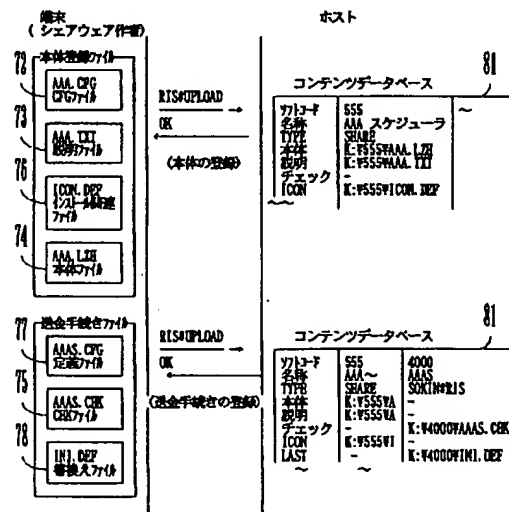 端末
( シェアウェア作者)
ホスト
72
本体登録ファイル
AAA.CFG
CFGファイル
73
AAA.TXT
説明ファイル
76
ICON.DEF
インストール関連
ファイル
74
AAA.LZH
本体ファイル
RIS#UPLOAD
OK
(本体の登録)
コンテンツデータベース
81
ソフトコード 555 ~
名称 AAA スケジューラ
TYPE SHARE
本体 K:¥555¥AAA.LZH
説明 K:¥555¥AAA.TXT
チェック -
ICON K:¥555¥ICON.DEF
~~
77
送金手続きファイル
AAAS.CFG
定義ファイル
75
AAAS.CHK
CHKファイル
78
INI.DEF
書換えファイル
RIS#UPLOAD
OK
(送金手続きの登録)
コンテンツデータベース
81
ソフトコード 555 4000
名称 AAA~ AAAS
TYPE SHARE SOKIN#RIS
本体 K:¥555¥A -
説明 K:¥555¥A -
チェック - K:¥4000¥AAAS.CHK
ICON K:¥555¥I -
LAST - K:¥4000¥INI.DEF
~ ~